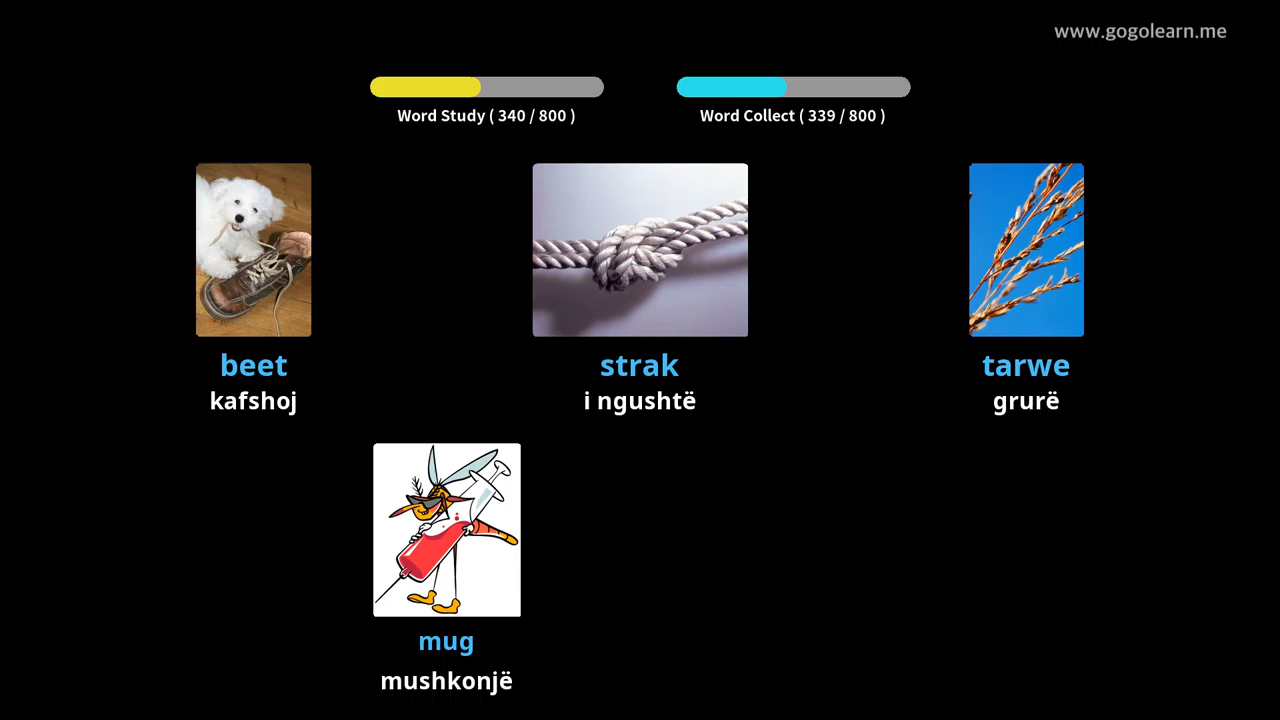 www.gogolearn.me
Word Study ( 340 / 800 )
Word Collect ( 339 / 800 )
beet
kafshoj
strak
i ngushtë
tarwe
grurë
mug
mushkonjë